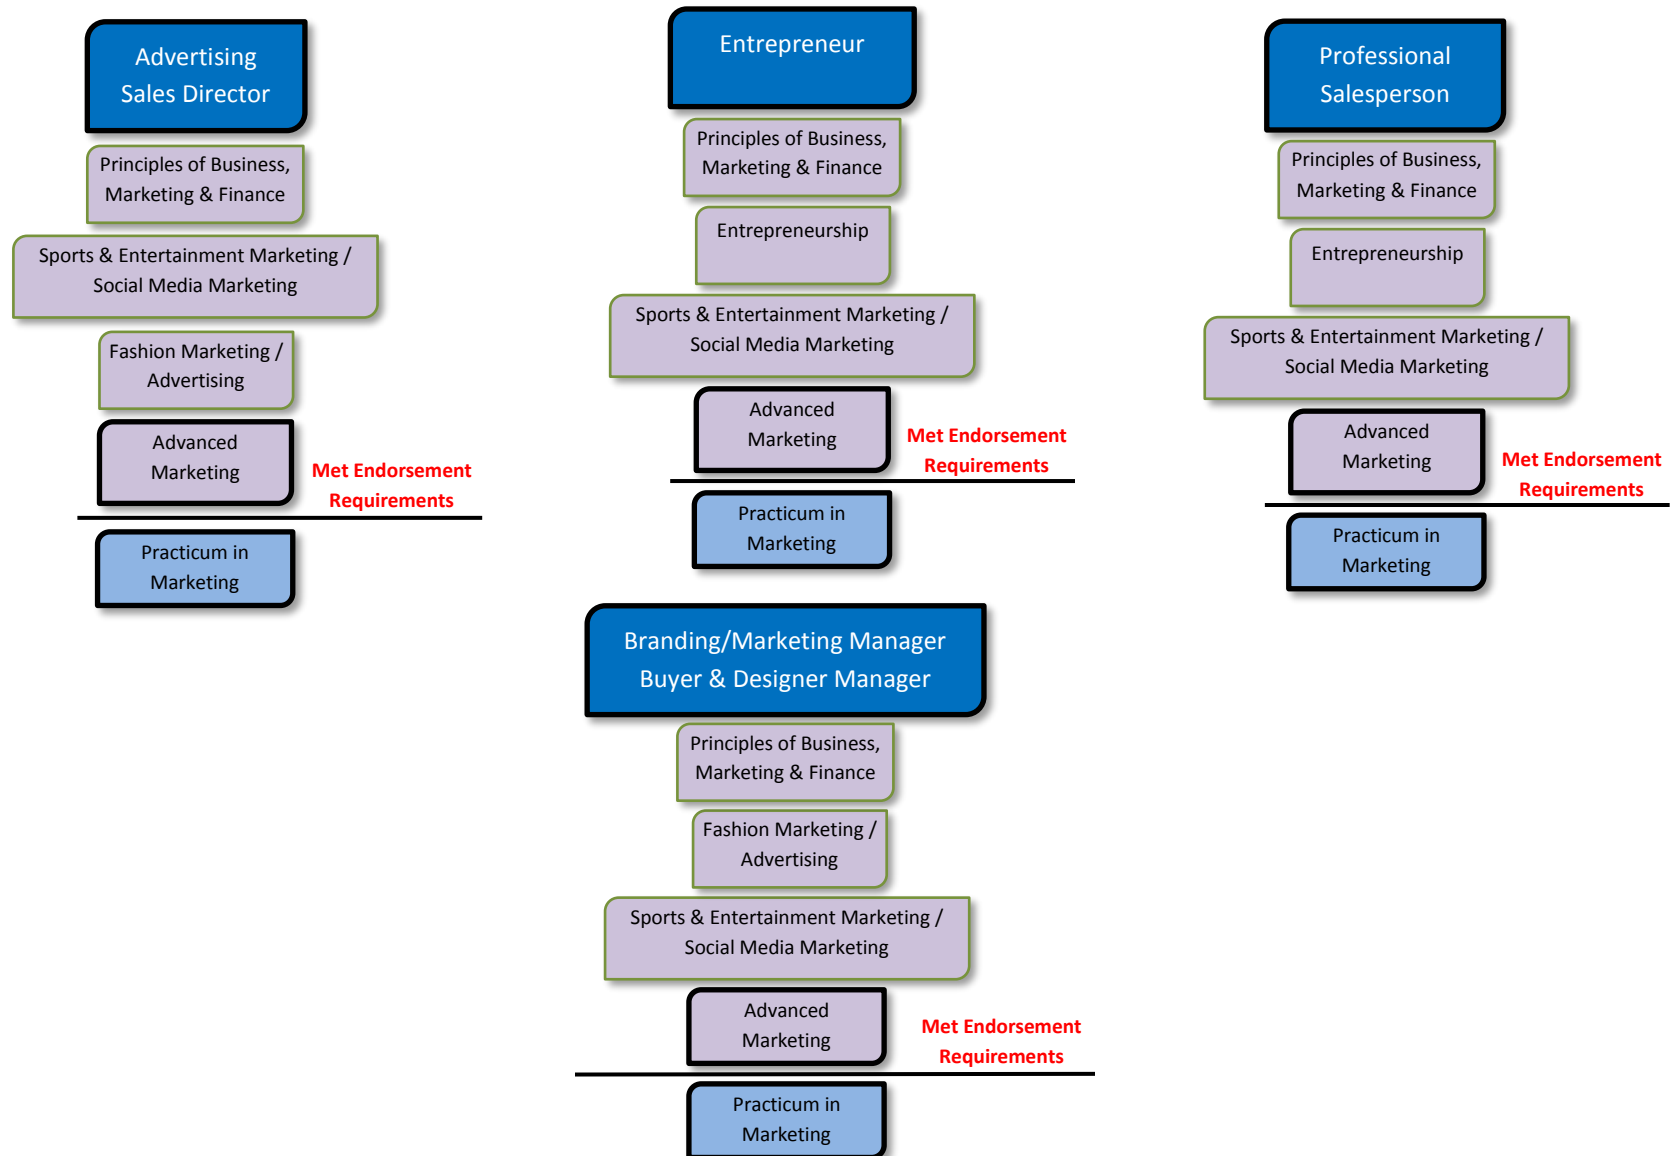 Advertising
Sales Director
Principles of Business,
Marketing & Finance
Sports & Entertainment Marketing /
Social Media Marketing
Fashion Marketing /
Advertising
Advanced
Marketing
Met Endorsement
Requirements
Practicum in
Marketing
Entrepreneur
Principles of Business,
Marketing & Finance
Entrepreneurship
Sports & Entertainment Marketing /
Social Media Marketing
Advanced
Marketing
Met Endorsement
Requirements
Practicum in
Marketing
Professional
Salesperson
Principles of Business,
Marketing & Finance
Entrepreneurship
Sports & Entertainment Marketing /
Social Media Marketing
Advanced
Marketing
Met Endorsement
Requirements
Practicum in
Marketing
Branding/Marketing Manager
Buyer & Designer Manager
Principles of Business,
Marketing & Finance
Fashion Marketing /
Advertising
Sports & Entertainment Marketing /
Social Media Marketing
Advanced
Marketing
Met Endorsement
Requirements
Practicum in
Marketing